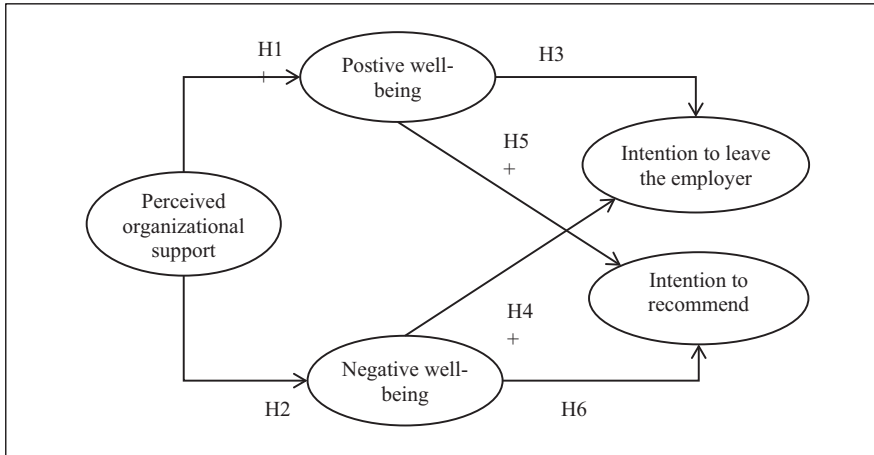 H1
+
Postive well-
being
H3
H5
+
Intention to leave
the employer
Perceived
organizational
support
Intention to
recommend
H4
+
Negative well-
being
H2
H6